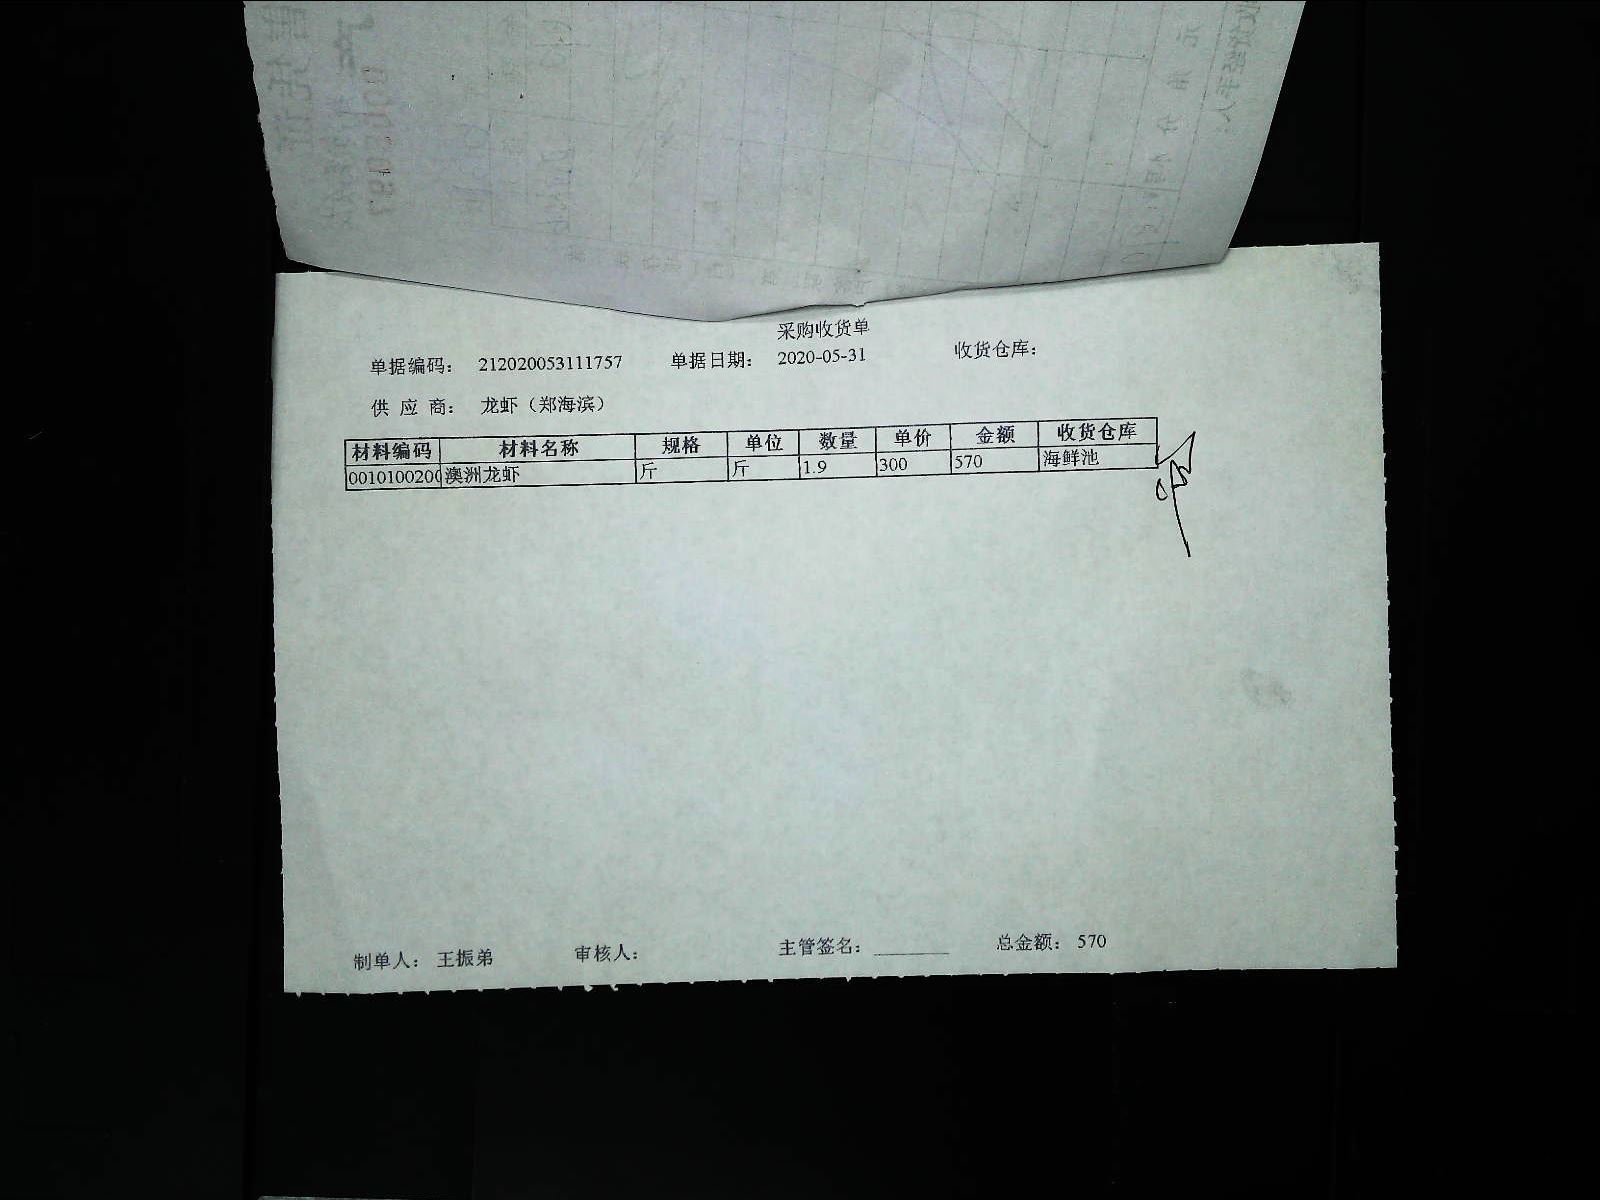 采购收货单
单据编码： 212020053111757 单据日期： 2020-05-31 收货仓库：
供 应 商： 龙虾（郑海滨）
材料编码 材料名称 规格 单位 数量 单价 金额 收货仓库
0010100200 澳洲龙虾 斤 斤 1.9 300 570 海鲜池
制单人： 王振弟 审核人： 主管签名： 总金额： 570